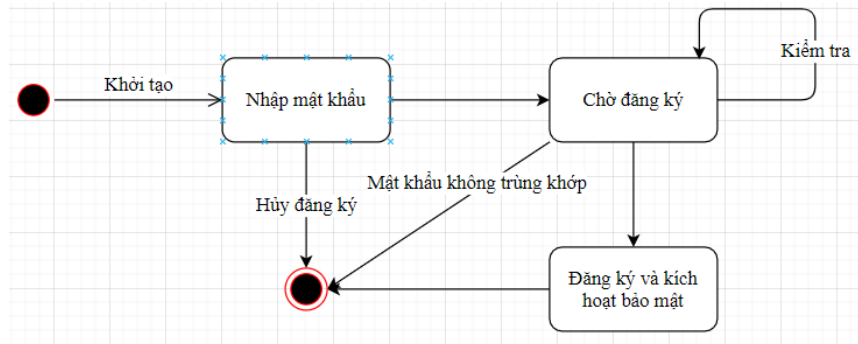 Kiểm tra
Khởi tạo
Nhập mật khẩu
Chờ đăng ký
Mật khẩu không trùng khớp
Hủy đăng ký
Đăng ký và kích
hoạt bảo mật